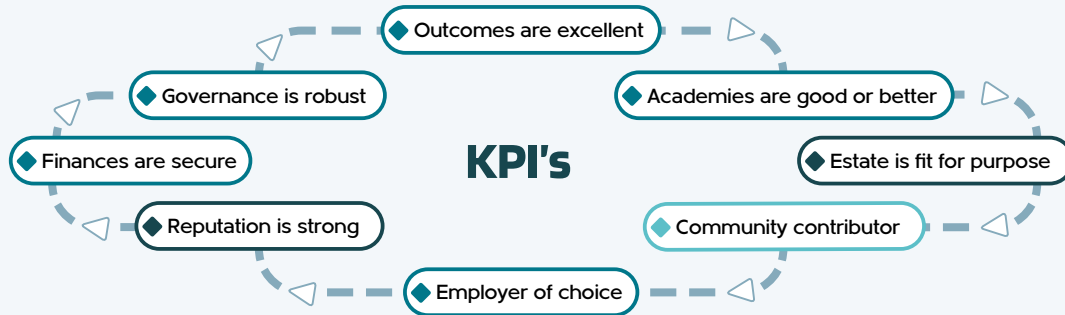 Outcomes are excellent
Governance is robust
Academies are good or better
Finances are secure
KPI's
Estate is fit for purpose
Reputation is strong
Community contributor
Employer of choice